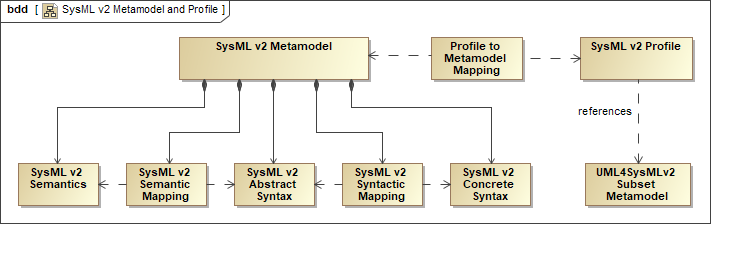 bdd [ SysML v2 Metamodel and Profile ]
SysML v2 Metamodel
Profile to
Metamodel
Mapping
SysML v2 Profile
references
SysML v2
Semantics
SysML v2
Semantic
Mapping
SysML v2
Abstract
Syntax
SysML v2
Syntactic
Mapping
SysML v2
Concrete
Syntax
UML4SysMLv2
Subset
Metamodel